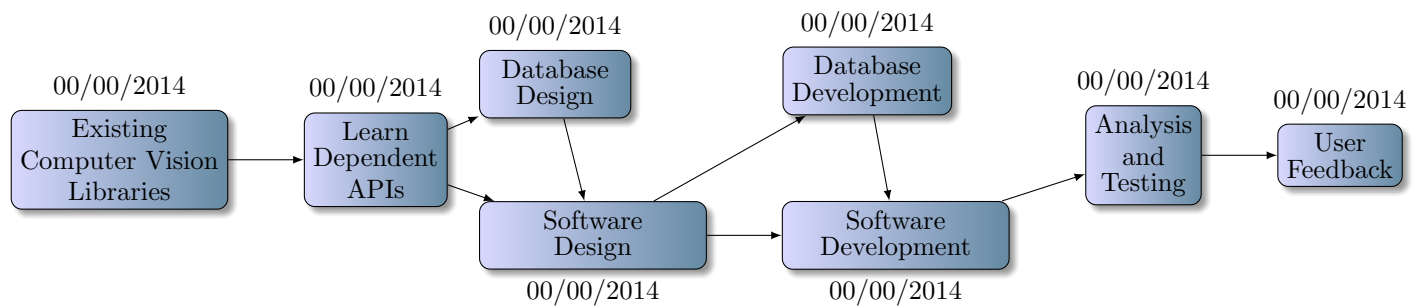 00/00/2014
Existing
Computer Vision
Libraries
00/00/2014
Learn
Dependent
APIs
00/00/2014
Database
Design
Software
Design
00/00/2014
00/00/2014
Database
Development
Software
Development
00/00/2014
00/00/2014
Analysis
and
Testing
00/00/2014
User
Feedback